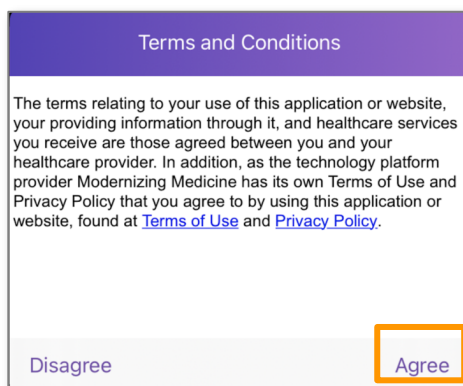 Terms and Conditions
The terms relating to your use of this application or website,
your providing information through it, and healthcare services
you receive are those agreed between you and your
healthcare provider. In addition, as the technology platform
provider Modernizing Medicine has its own Terms of Use and
Privacy Policy that you agree to by using this application or
website, found at Terms of Use and Privacy Policy.
Disagree Agree